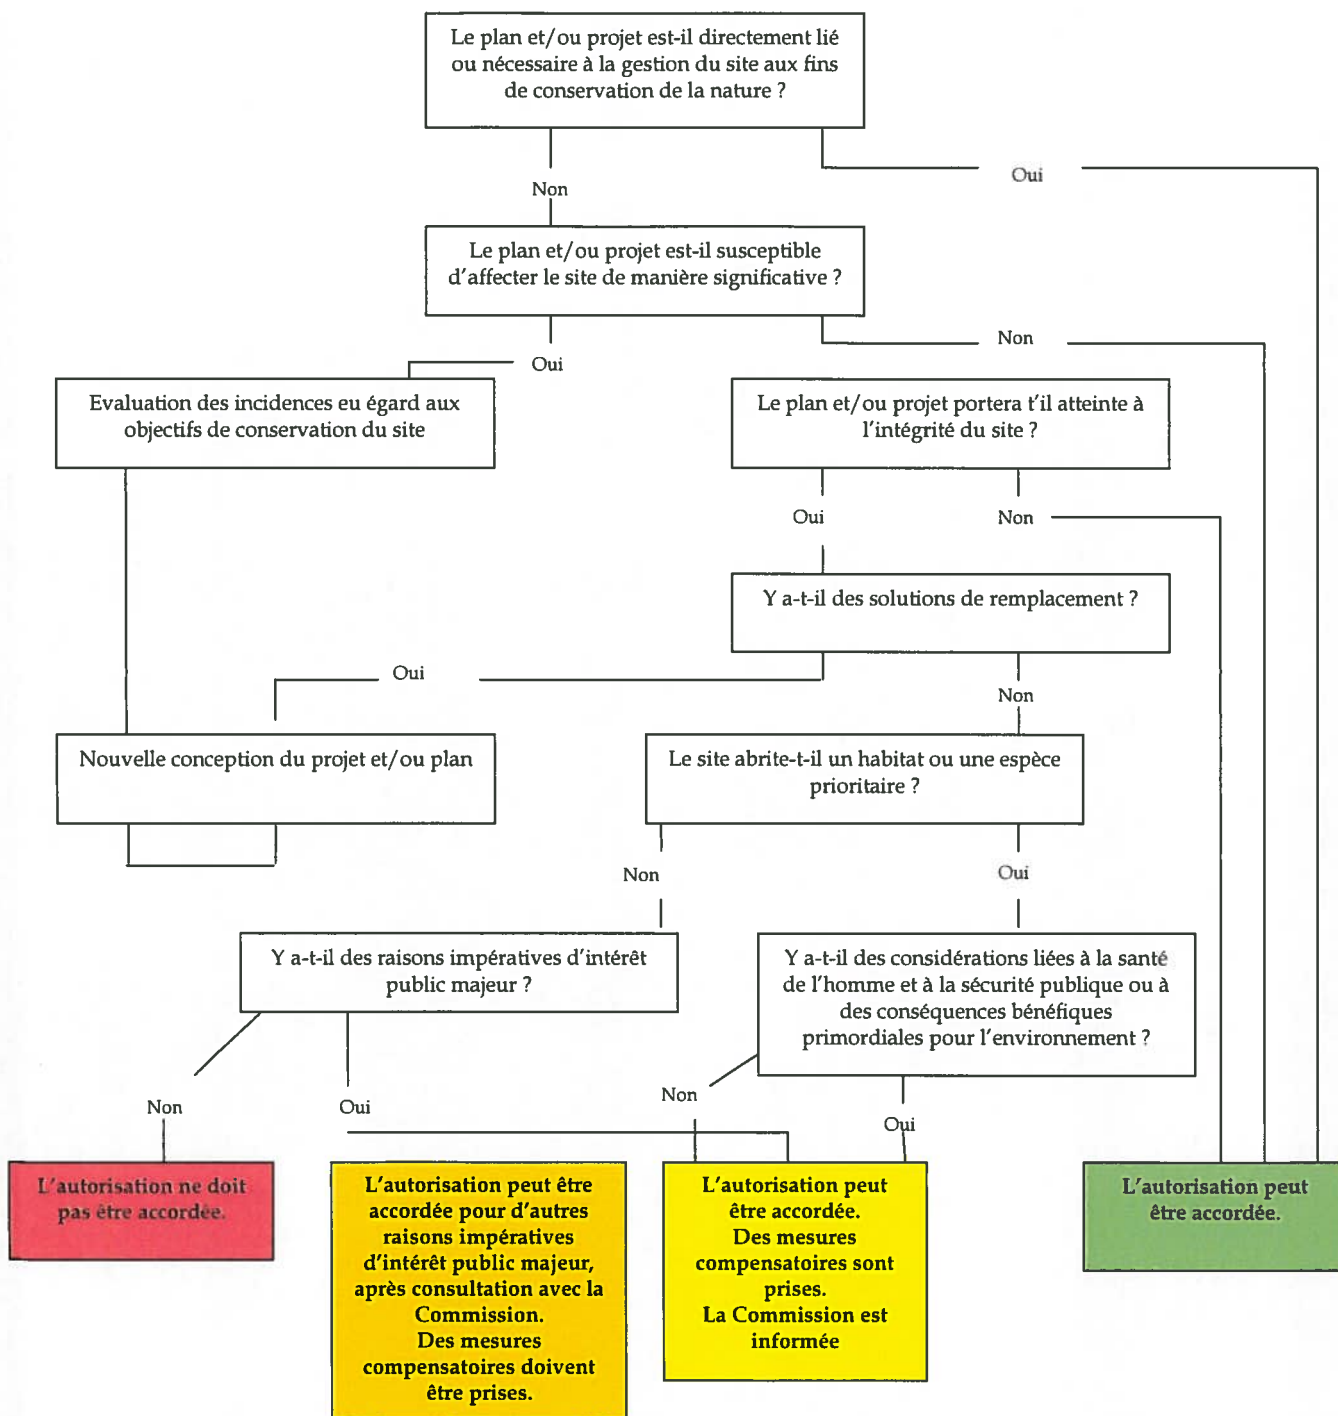 Le plan et/ou projet est-il directement lié
ou nécessaire à la gestion du site aux fins
de conservation de la nature ?
Oui
Non
Le plan et/ou projet est-il susceptible
d'affecter le site de manière significative ?
Non
Oui
Evaluation des incidences eu égard aux
objectifs de conservation du site
Le plan et/ou projet portera t'il atteinte à
l'intégrité du site ?
Oui
Non
Y a-t-il des solutions de remplacement ?
Oui
Non
Nouvelle conception du projet et/ou plan
Le site abrite-t-il un habitat ou une espèce
prioritaire ?
Non
Oui
Y a-t-il des raisons impératives d'intérêt
public majeur ?
Y a-t-il des considérations liées à la santé
de l'homme et à la sécurité publique ou à
des conséquences bénéfiques
primordiales pour l'environnement ?
Non
Oui
Non
Oui
L'autorisation ne doit
pas être accordée.
L'autorisation peut être
accordée pour d'autres
raisons impératives
d'intérêt public majeur,
après consultation avec la
Commission.
Des mesures
compensatoires doivent
être prises.
L'autorisation peut
être accordée.
Des mesures
compensatoires sont
prises.
La Commission est
informée
L'autorisation peut
être accordée.